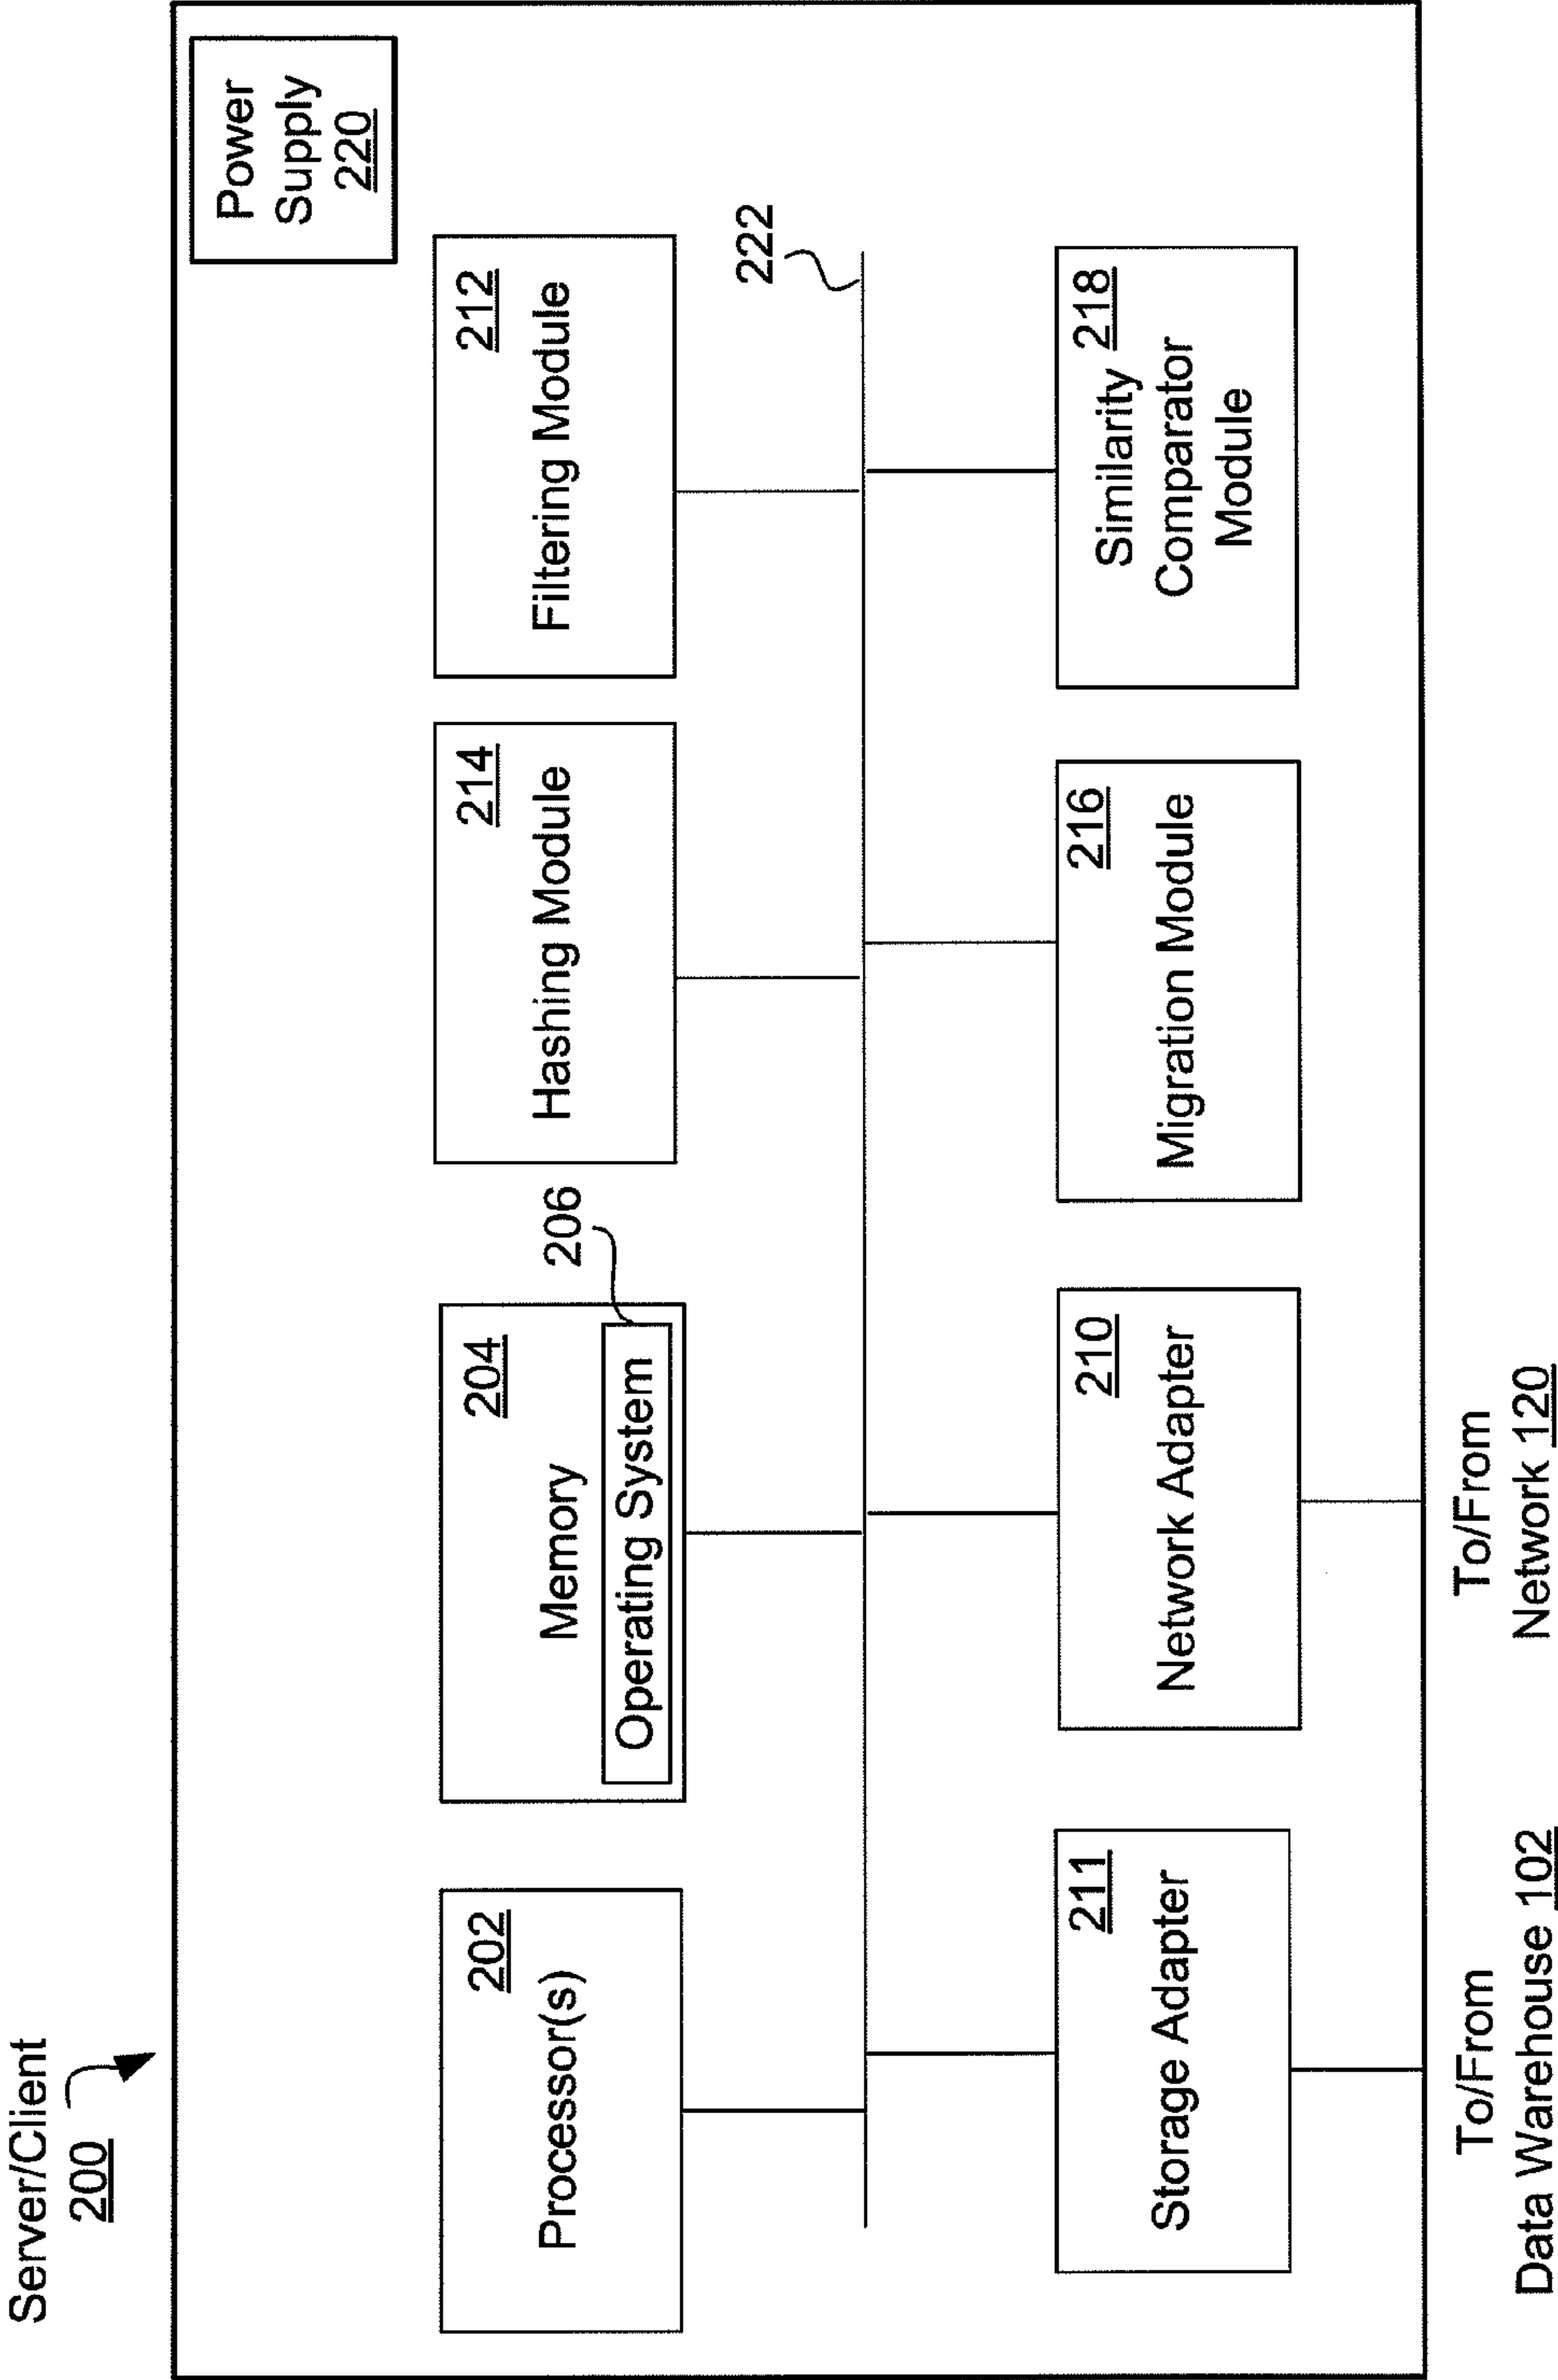 Server/Client
200
Power
Supply
220
202
Processor(s)
204
Memory
Operating System
206
214
Hashing Module
212
Filtering Module
222
211
Storage Adapter
210
Network Adapter
216
Migration Module
Similarity 218
Comparator
Module
To/From
Data Warehouse 102
To/From
Network 120